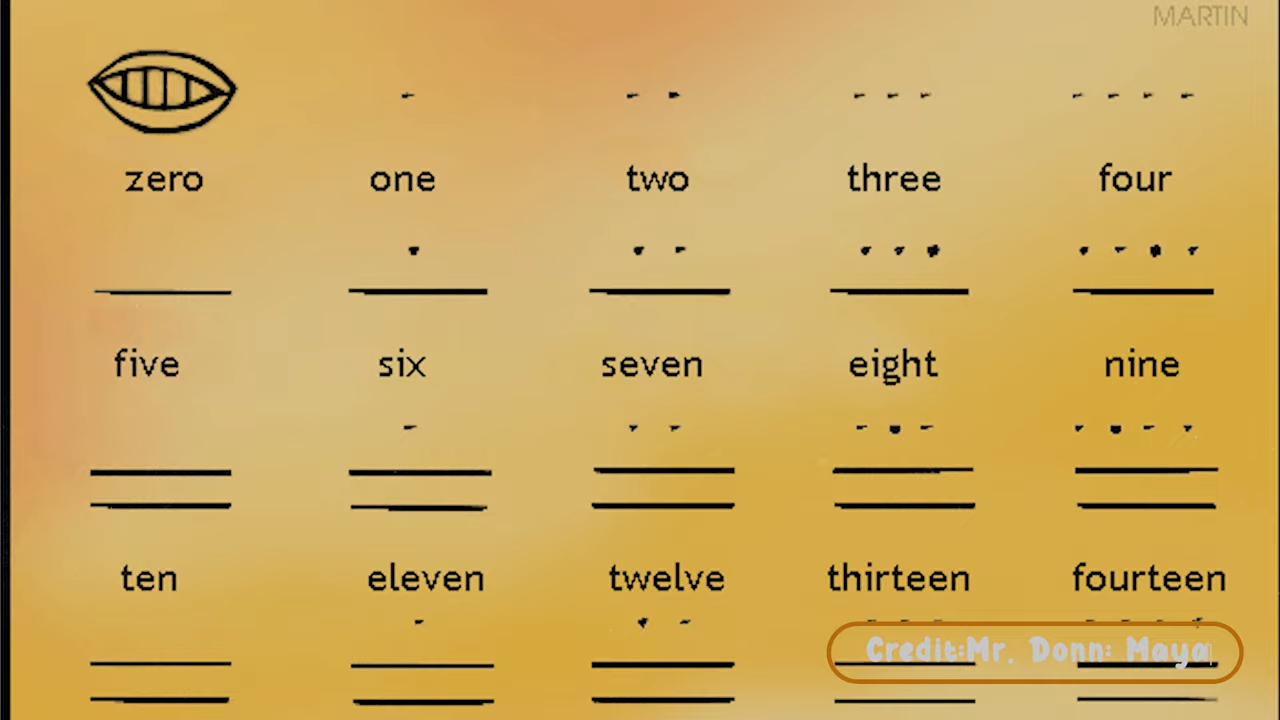 MARTIN
zero one two three four
five six seven eight nine
ten eleven twelve thirteen fourteen
Credit:Mr. Donn: Maya